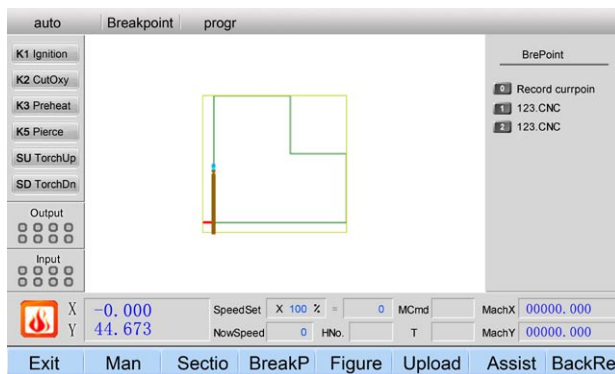 auto Breakpoint progr
K1 Ignition
K2 CutOxy
K3 Preheat
K5 Pierce
SU TorchUp
SD TorchDn
Output
Input
BrePoint
0 Record currpoin
1 123.CNC
2 123.CNC
X -0.000
Y 44.673
SpeedSet X 100 % = 0 MCmd
NowSpeed 0 HNo. T
MachX 00000.000
MachY 00000.000
Exit Man Sectio BreakP Figure Upload Assist BackRe